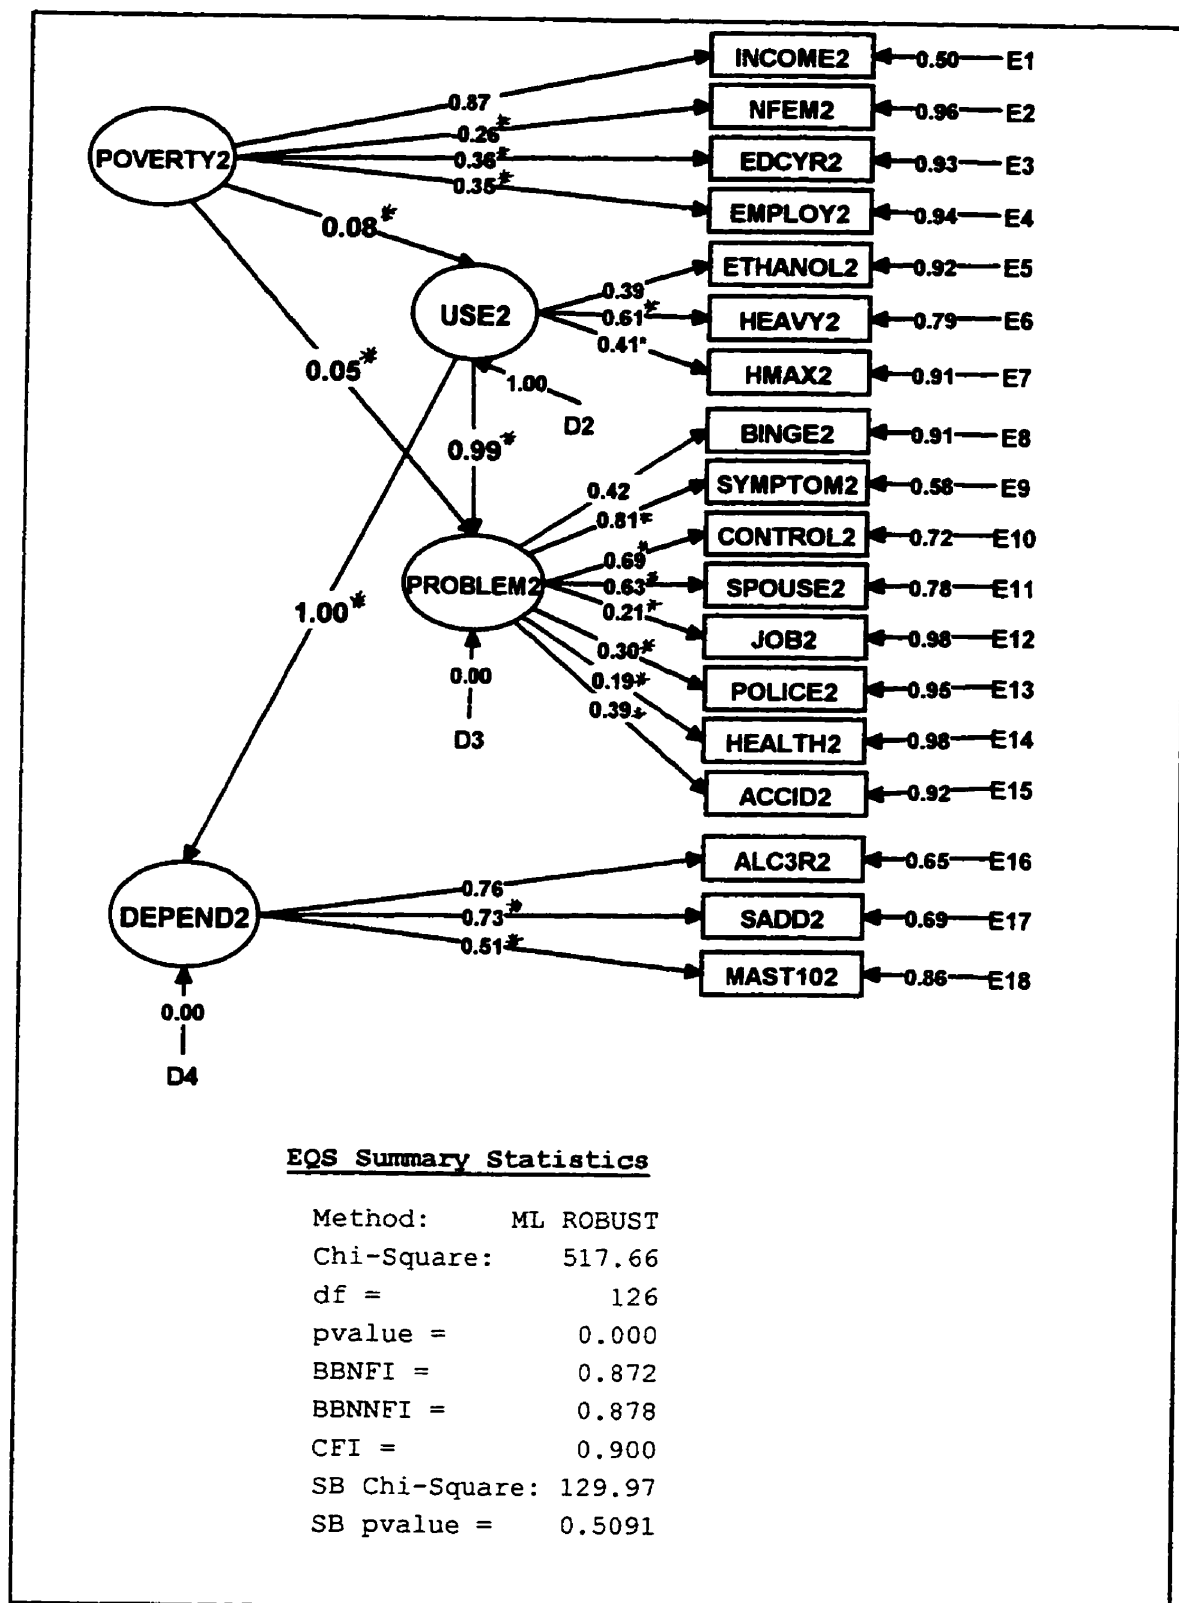 INCOME2 0.50 E1
0.87
NFEM2 0.96 E2
0.26*
POVERTY2 EDCYR2 0.93 E3
0.36*
0.35*
EMPLOY2 0.94 E4
0.08*
ETHANOL2 0.92 E5
0.39
USE2 0.61* HEAVY2 0.79 E6
0.41*
0.05* HMAX2 0.91 E7
1.00
D2
BINGE2 0.91 E8
0.99*
0.42
SYMPTOM2 0.58 E9
0.81*
CONTROL2 0.72 E10
0.69*
PROBLEM2 0.63* SPOUSE2 0.78 E11
1.00* 0.21*
JOB2 0.98 E12
0.30*
0.00 0.19* POLICE2 0.95 E13
0.39*
D3 HEALTH2 0.98 E14
ACCID2 0.92 E15
ALC3R2 0.65 E16
0.76
DEPEND2 0.73* SADD2 0.69 E17
0.51*
MAST102 0.86 E18
0.00
D4
EQS Summary Statistics
Method: ML ROBUST
Chi-Square: 517.66
df = 126
pvalue = 0.000
BBNFI = 0.872
BBNNFI = 0.878
CFI = 0.900
SB Chi-Square: 129.97
SB pvalue = 0.5091